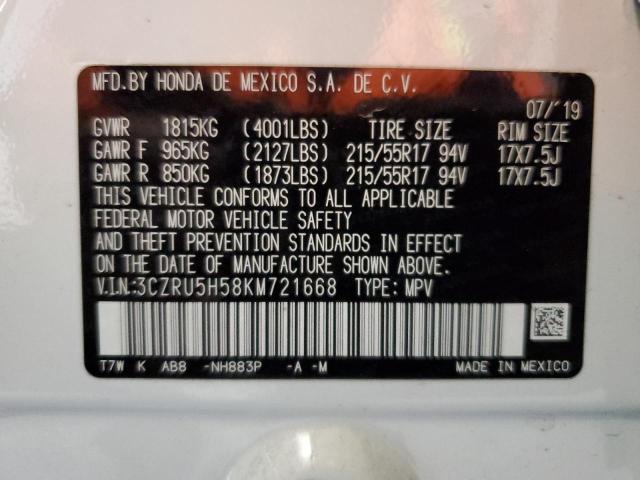 MFD.BY HONDA DE MEXICO S.A. DE C.V.
07/'19
GVWR 1815KG (4001LBS) TIRE SIZE RIM SIZE
GAWR F 965KG (2127LBS) 215/55R17 94V 17X7.5J
GAWR R 850KG (1873LBS) 215/55R17 94V 17X7.5J
THIS VEHICLE CONFORMS TO ALL APPLICABLE
FEDERAL MOTOR VEHICLE SAFETY
AND THEFT PREVENTION STANDARDS IN EFFECT
ON THE DATE OF MANUFACTURE SHOWN ABOVE.
V.I.N:3CZRU5H58KM721668 TYPE: MPV
T7W K AB8 -NH883P -A -M MADE IN MEXICO